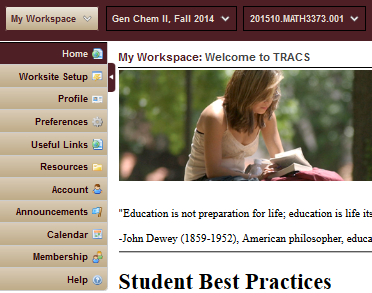 My Workspace
Gen Chem II, Fall 2014
201510.MATH3373.001
Home
Worksite Setup
Profile
Preferences
Useful Links
Resources
Account
Announcements
Calendar
Membership
Help
My Workspace: Welcome to TRACS
"Education is not preparation for life; education is life its
-John Dewey (1859-1952), American philosopher, educa
Student Best Practices